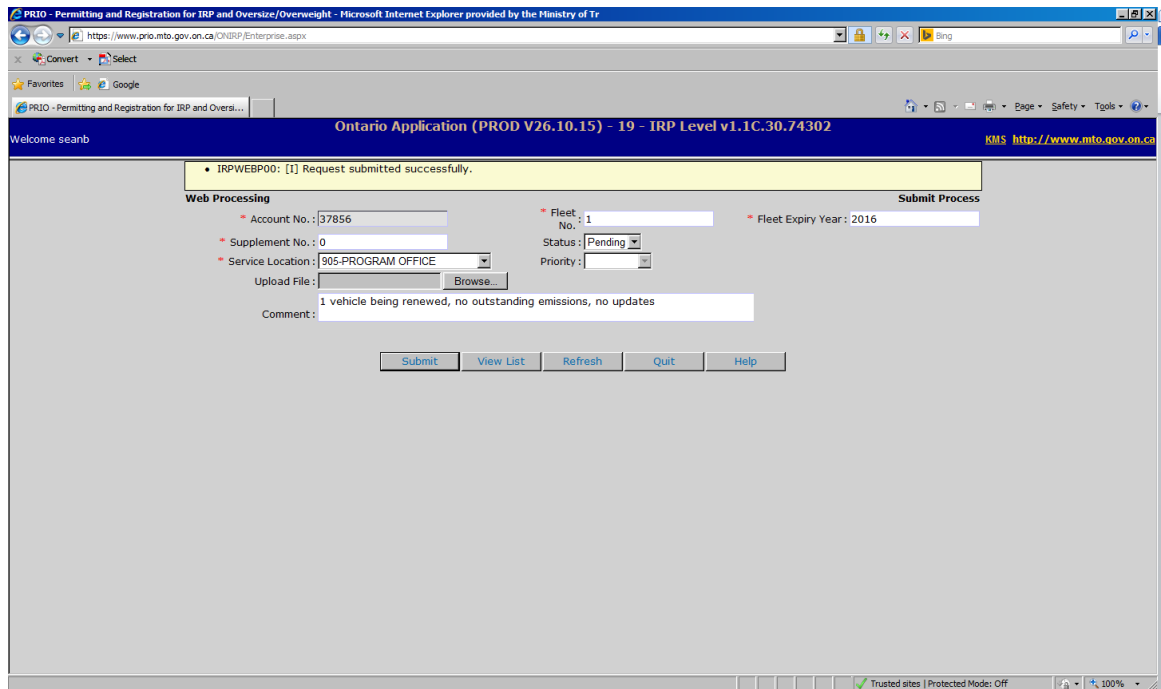 PRIO - Permitting and Registration for IRP and Oversize/Overweight - Microsoft Internet Explorer provided by the Ministry of Tr
https://www.prio.mto.gov.on.ca/ONIRP/Enterprise.aspx
Bing
Convert Select
Favorites Google
PRIO - Permitting and Registration for IRP and Oversi... Page Safety Tools
Ontario Application (PROD V26.10.15) - 19 - IRP Level v1.1C.30.74302
Welcome seanb KMS http://www.mto.gov.on.ca
• IRPWEBP00: [I] Request submitted successfully.
Web Processing Submit Process
* Account No. : 37856 * Fleet No. : 1 * Fleet Expiry Year : 2016
* Supplement No. : 0 Status : Pending
* Service Location : 905-PROGRAM OFFICE Priority :
Upload File : Browse...
Comment : 1 vehicle being renewed, no outstanding emissions, no updates
Submit View List Refresh Quit Help
Trusted sites | Protected Mode: Off 100%